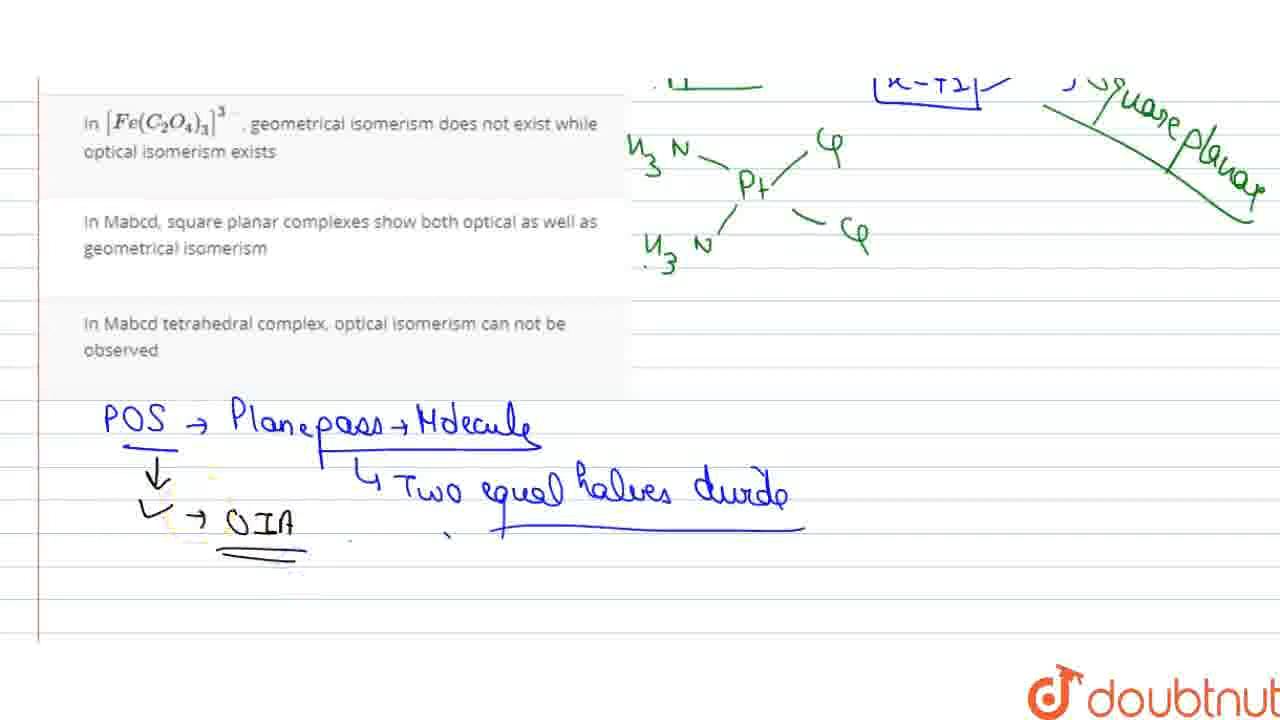 x-+2 ✓
square planar
In [Fe(C₂O₄)₃]³⁻, geometrical isomerism does not exist while
optical isomerism exists
H₃N Pt Cl
H₃N Cl
In Mabcd, square planar complexes show both optical as well as
geometrical isomerism
In Mabcd tetrahedral complex, optical isomerism can not be
observed
POS → Plane pass → Molecule
↳ Two equal halves divide
✓ → OIA
doubtnut